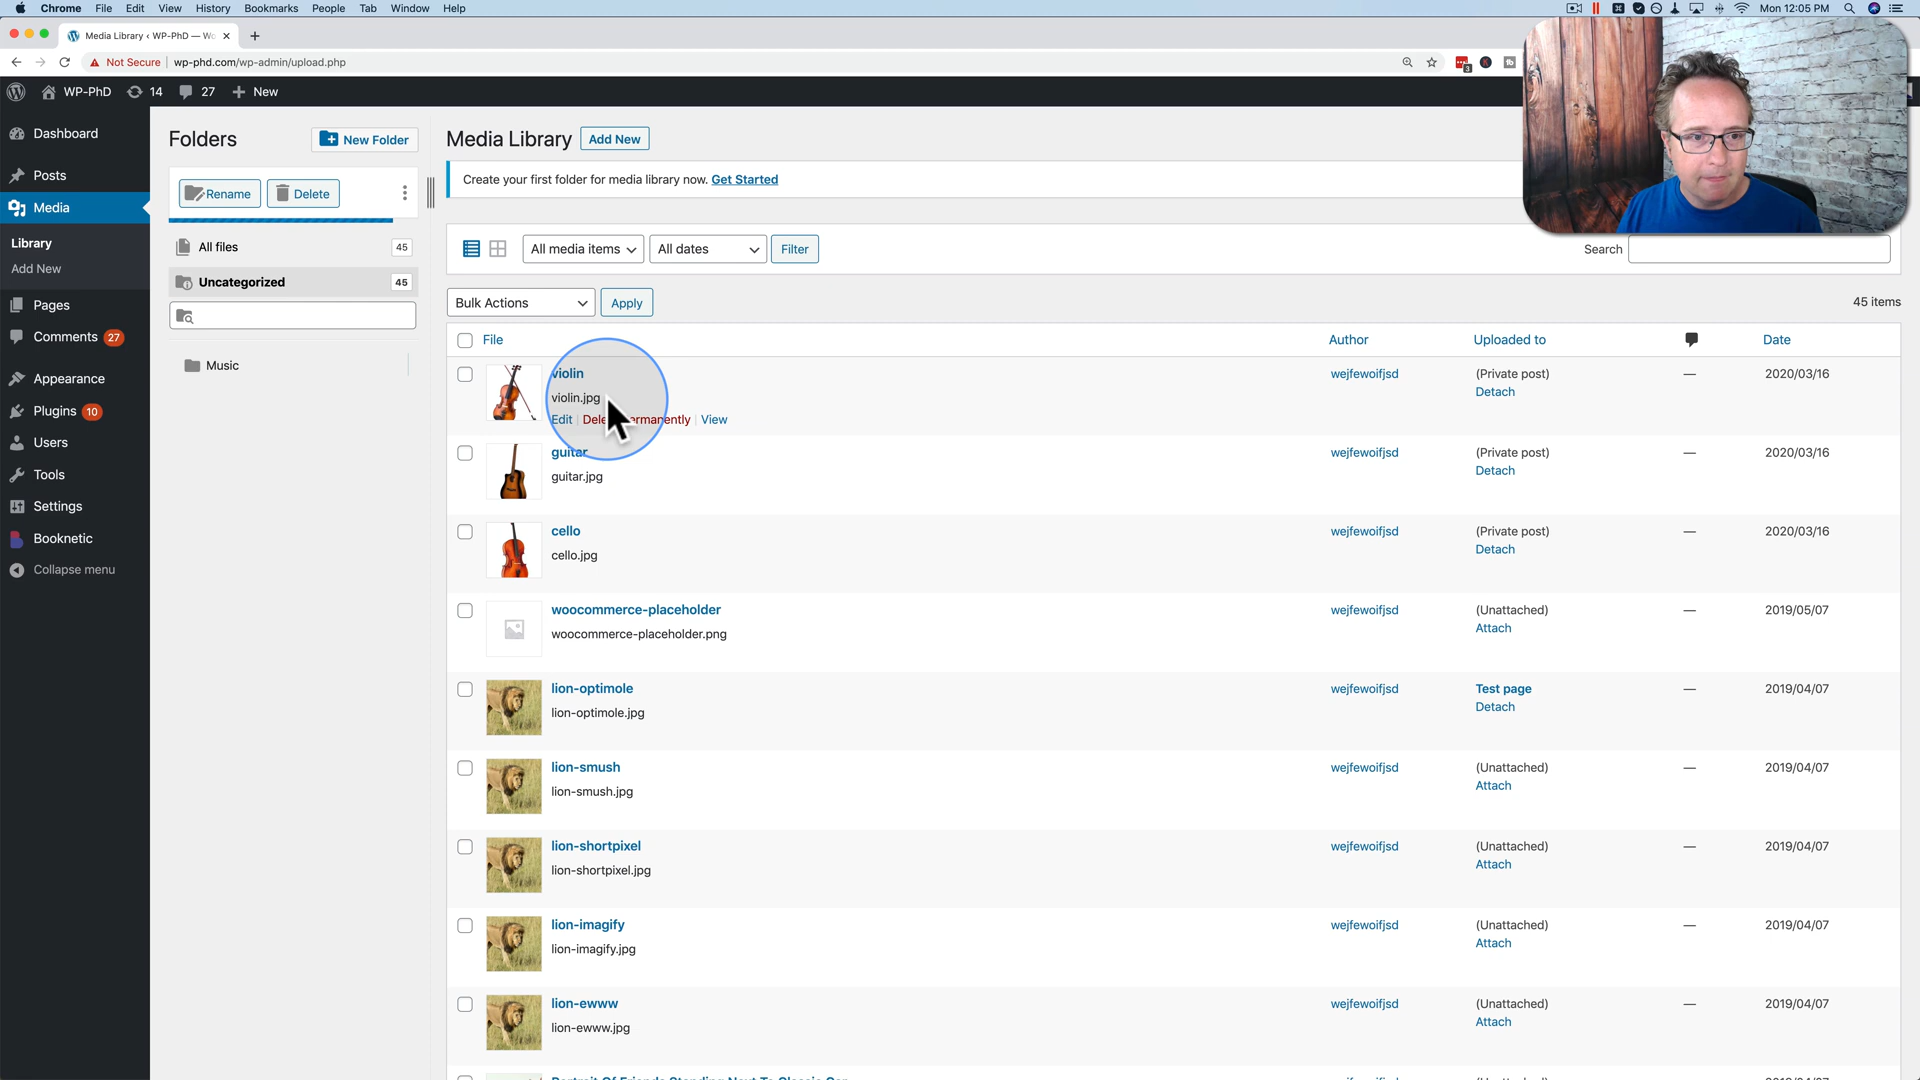 Chrome File Edit View History Bookmarks People Tab Window Help Mon 12:05 PM
Media Library ‹ WP-PhD — Wo
Not Secure wp-phd.com/wp-admin/upload.php
WP-PhD 14 27 New
Dashboard
Posts
Media
Library
Add New
Pages
Comments 27
Appearance
Plugins 10
Users
Tools
Settings
Booknetic
Collapse menu
Folders New Folder
Rename Delete
All files 45
Uncategorized 45
Music
Media Library Add New
Create your first folder for media library now. Get Started
All media items All dates Filter Search
Bulk Actions Apply 45 items
File Author Uploaded to Date
violin wejfewoifjsd (Private post) — 2020/03/16
violin.jpg Detach
Edit | Dele ermanently | View
guitar wejfewoifjsd (Private post) — 2020/03/16
guitar.jpg Detach
cello wejfewoifjsd (Private post) — 2020/03/16
cello.jpg Detach
woocommerce-placeholder wejfewoifjsd (Unattached) — 2019/05/07
woocommerce-placeholder.png Attach
lion-optimole wejfewoifjsd Test page — 2019/04/07
lion-optimole.jpg Detach
lion-smush wejfewoifjsd (Unattached) — 2019/04/07
lion-smush.jpg Attach
lion-shortpixel wejfewoifjsd (Unattached) — 2019/04/07
lion-shortpixel.jpg Attach
lion-imagify wejfewoifjsd (Unattached) — 2019/04/07
lion-imagify.jpg Attach
lion-ewww wejfewoifjsd (Unattached) — 2019/04/07
lion-ewww.jpg Attach